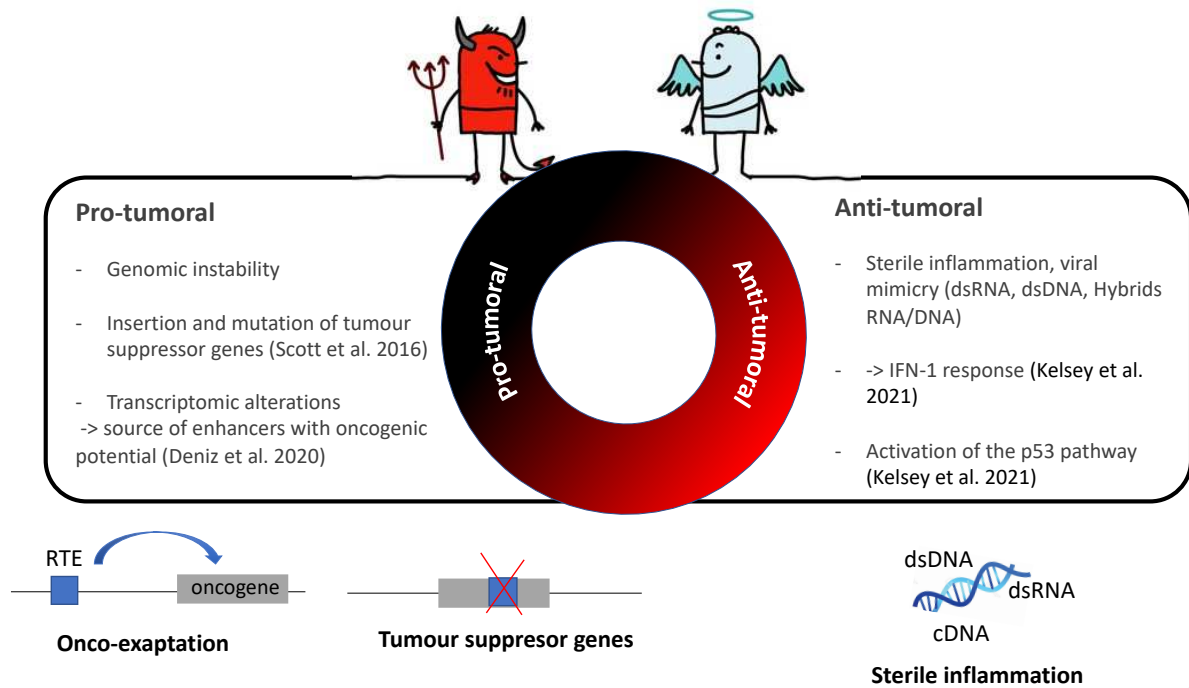 Pro-tumoral
- Genomic instability
- Insertion and mutation of tumour
suppressor genes (Scott et al. 2016)
- Transcriptomic alterations
-> source of enhancers with oncogenic
potential (Deniz et al. 2020)
Pro-tumoral
Anti-tumoral
Anti-tumoral
- Sterile inflammation, viral
mimicry (dsRNA, dsDNA, Hybrids
RNA/DNA)
- -> IFN-1 response (Kelsey et al.
2021)
- Activation of the p53 pathway
(Kelsey et al. 2021)
RTE
oncogene
Onco-exaptation
Tumour suppresor genes
dsDNA
dsRNA
cDNA
Sterile inflammation